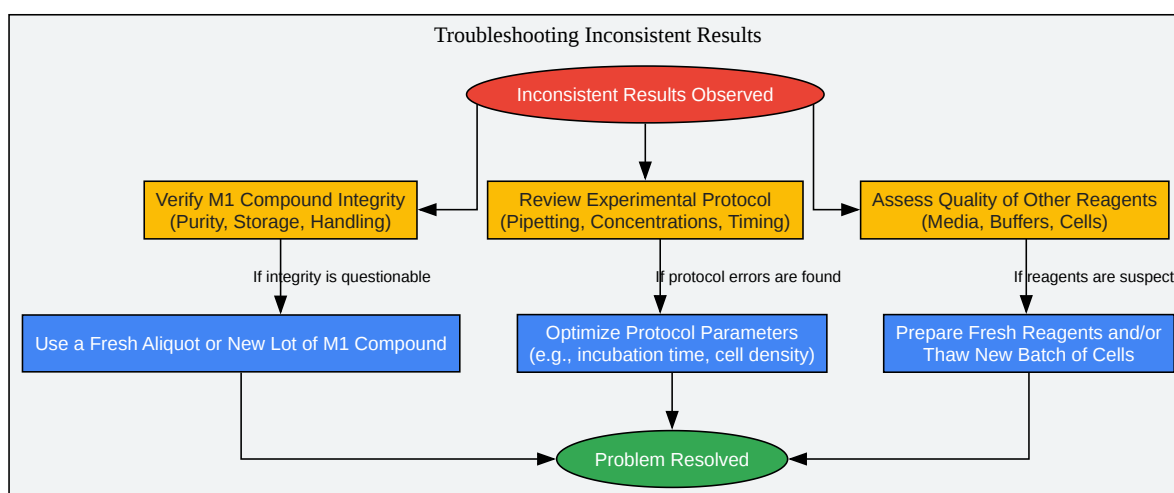 Troubleshooting Inconsistent Results
Inconsistent Results Observed
Verify M1 Compound Integrity
(Purity, Storage, Handling)
Review Experimental Protocol
(Pipetting, Concentrations, Timing)
Assess Quality of Other Reagents
(Media, Buffers, Cells)
If integrity is questionable
If protocol errors are found
If reagents are suspect
Use a Fresh Aliquot or New Lot of M1 Compound
Optimize Protocol Parameters
(e.g., incubation time, cell density)
Prepare Fresh Reagents and/or
Thaw New Batch of Cells
Problem Resolved